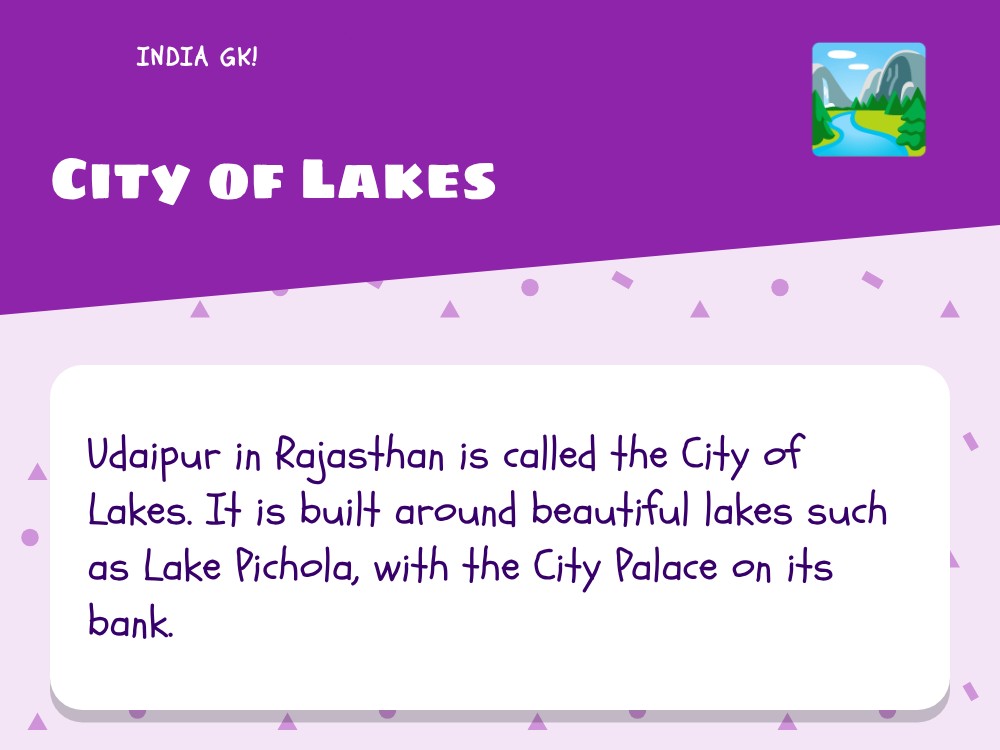 INDIA GK!
City of Lakes
Udaipur in Rajasthan is called the City of
Lakes. It is built around beautiful lakes such
as Lake Pichola, with the City Palace on its
bank.